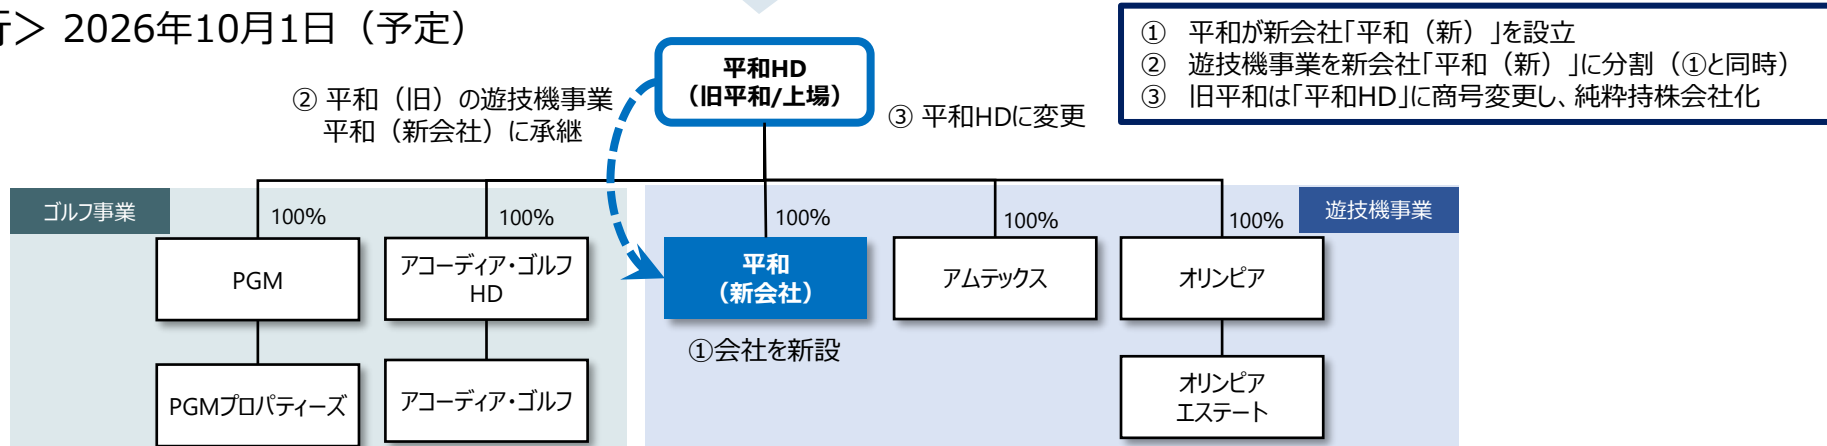 行＞ 2026年10月1日（予定）
① 平和が新会社｢平和（新）｣を設立
② 遊技機事業を新会社｢平和（新）｣に分割（①と同時）
③ 旧平和は｢平和HD｣に商号変更し、純粋持株会社化
平和HD
（旧平和/上場）
② 平和（旧）の遊技機事業
平和（新会社）に承継
③ 平和HDに変更
ゴルフ事業
100%
100%
100%
100%
100%
遊技機事業
PGM
アコーディア・ゴルフ
HD
平和
（新会社）
アムテックス
オリンピア
①会社を新設
PGMプロパティーズ
アコーディア・ゴルフ
オリンピア
エステート